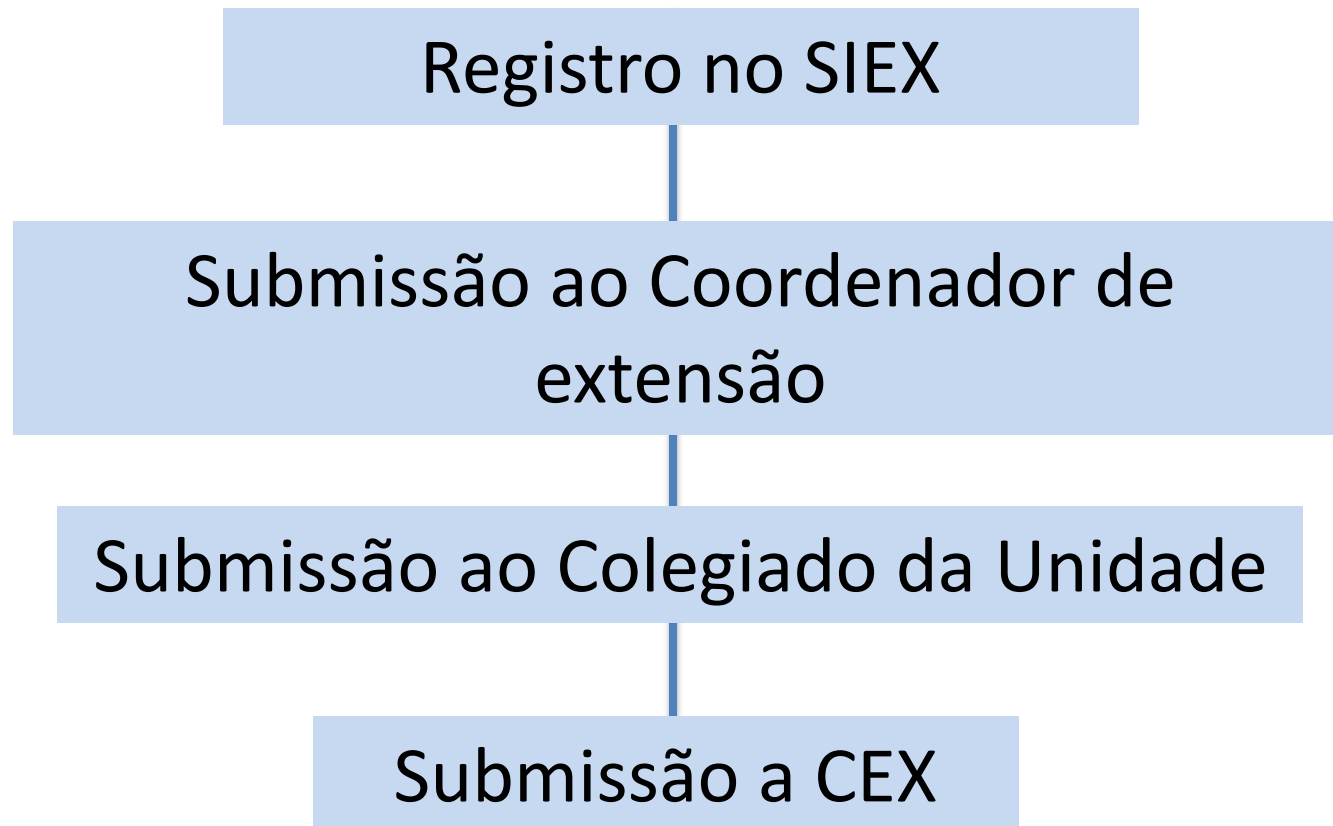 Registro no SIEX
Submissão ao Coordenador de
extensão
Submissão ao Colegiado da Unidade
Submissão a CEX